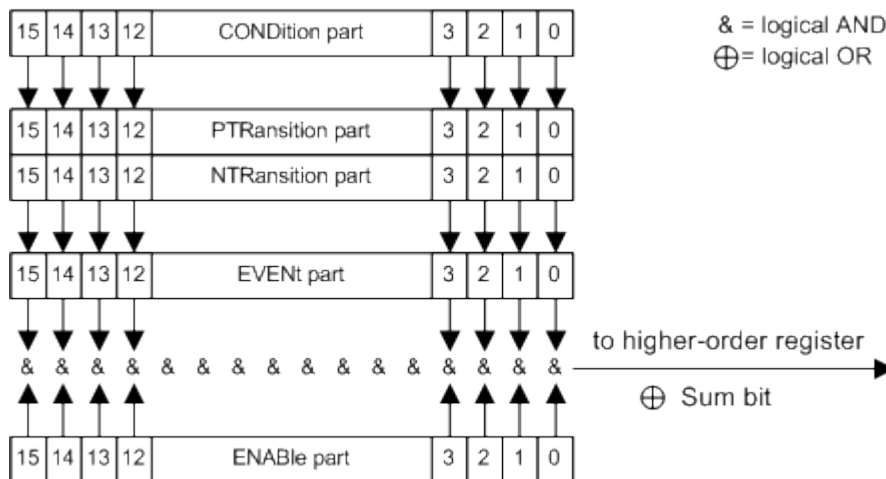 15 14 13 12 CONDition part 3 2 1 0
& = logical AND
⊕= logical OR
15 14 13 12 PTRansition part 3 2 1 0
15 14 13 12 NTRansition part 3 2 1 0
15 14 13 12 EVENt part 3 2 1 0
to higher-order register
& & & & & & & & & & & & & & & &
⊕ Sum bit
15 14 13 12 ENABle part 3 2 1 0